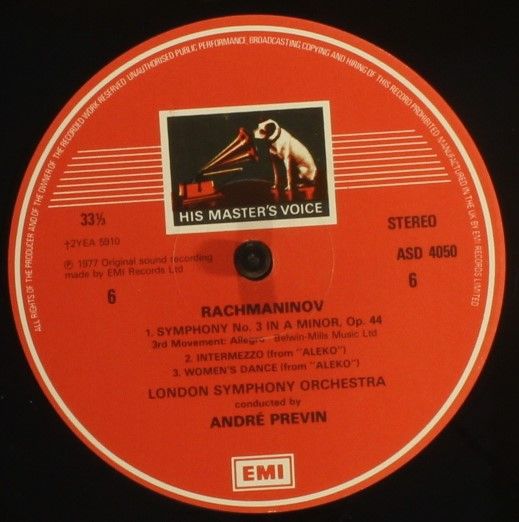 ALL RIGHTS OF THE PRODUCER AND OF THE OWNER OF THE RECORDED WORK RESERVED UNAUTHORISED PUBLIC PERFORMANCE BROADCASTING COPYING AND HIRING OF THIS RECORD PROHIBITED MANUFACTURED IN THE UK BY EMI RECORDS LIMITED
HIS MASTER'S VOICE
33⅓
STEREO
†2YEA 5910
ASD 4050
℗ 1977 Original sound recording
made by EMI Records Ltd
6
6
RACHMANINOV
1. SYMPHONY No. 3 IN A MINOR, Op. 44
3rd Movement: Allegro Belwin-Mills Music Ltd
2. INTERMEZZO (from "ALEKO")
3. WOMEN'S DANCE (from "ALEKO")
LONDON SYMPHONY ORCHESTRA
conducted by
ANDRÉ PREVIN
EMI